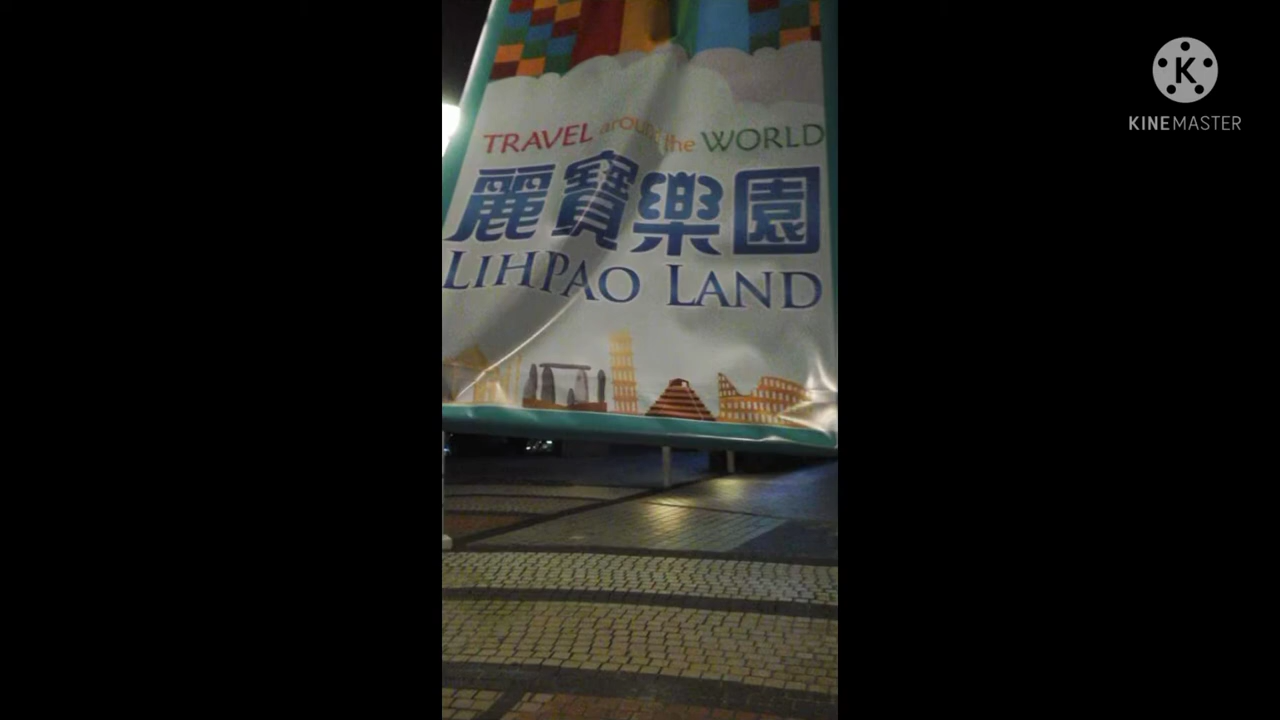 TRAVEL around the WORLD
麗寶樂園
LIHPAO LAND
K
KINEMASTER